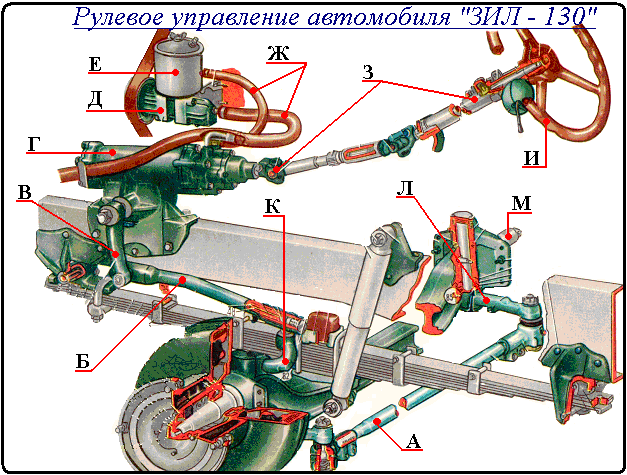 Рулевое управление автомобиля "ЗИЛ - 130"
Е
Ж
З
Д
Г
И
В
К
Л
М
Б
А